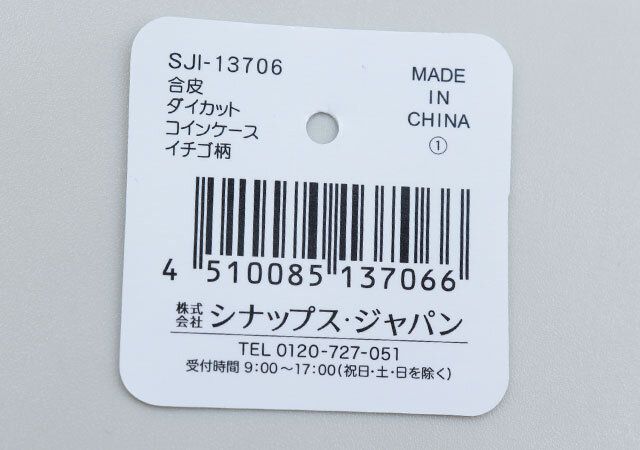 SJI-13706
合皮
ダイカット
コインケース
イチゴ柄
MADE
IN
CHINA
①
4 510085 137066
株式会社 シナップス・ジャパン
TEL 0120-727-051
受付時間 9:00～17:00(祝日・土・日を除く)